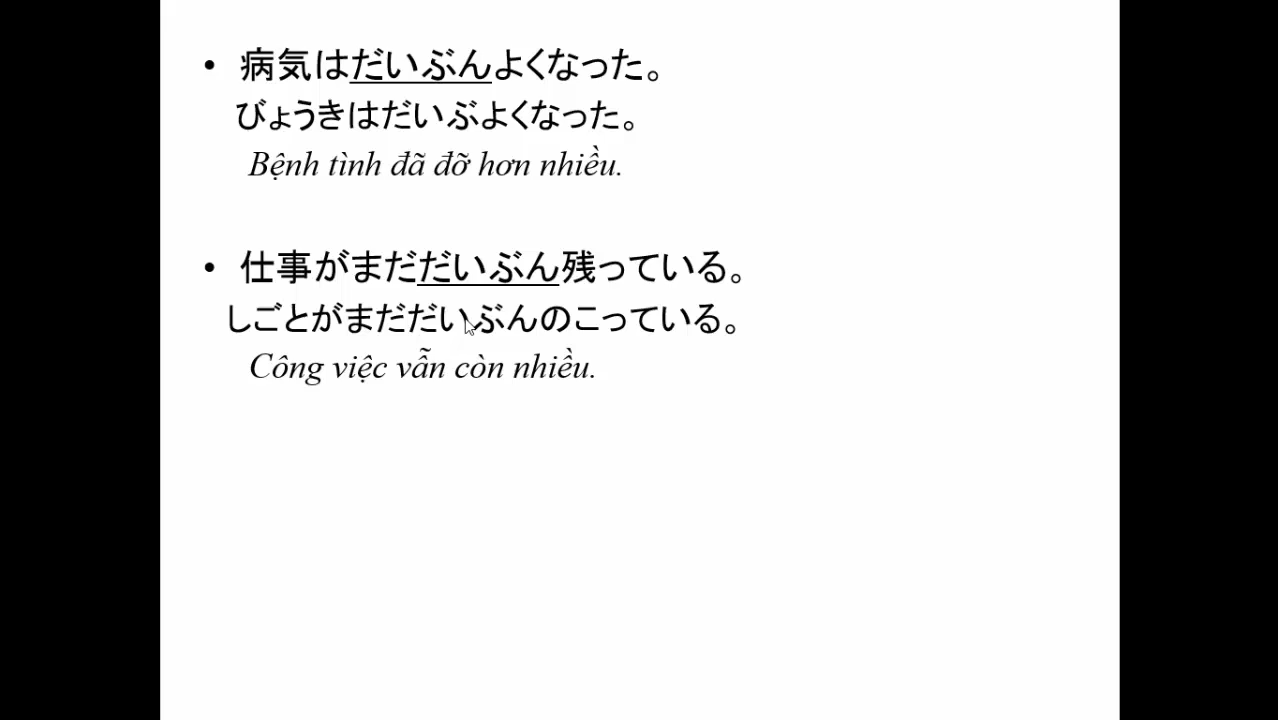 • 病気はだいぶんよくなった。
びょうきはだいぶよくなった。
Bệnh tình đã đỡ hơn nhiều.
• 仕事がまだだいぶん残っている。
しごとがまだだいぶんのこっている。
Công việc vẫn còn nhiều.